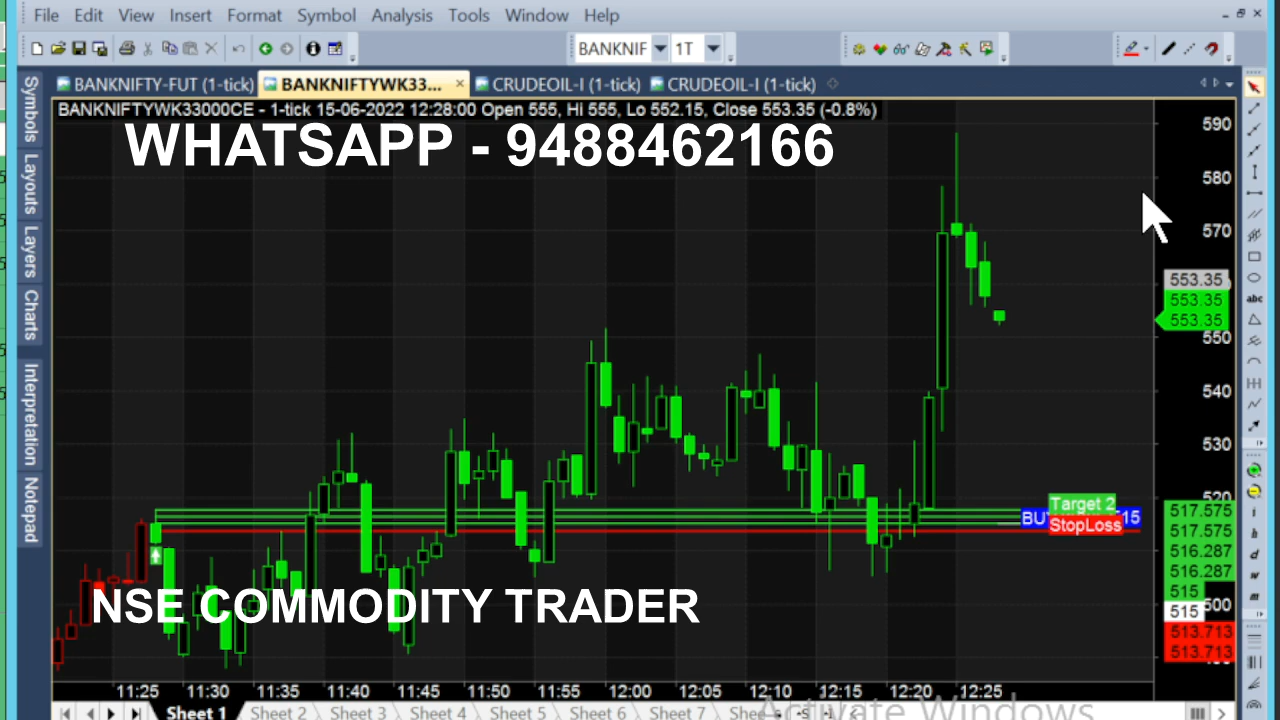 File Edit View Insert Format Symbol Analysis Tools Window Help
BANKNIF 1T
BANKNIFTY-FUT (1-tick) BANKNIFTYWK33... CRUDEOIL-I (1-tick) CRUDEOIL-I (1-tick)
BANKNIFTYWK33000CE - 1-tick 15-06-2022 12:28:00 Open 555, Hi 555, Lo 552.15, Close 553.35 (-0.8%)
WHATSAPP - 9488462166
Symbols
Layouts
Layers
Charts
Interpretation
Notepad
590
580
570
553.35
553.35
553.35
550
540
530
520
Target 2
StopLoss
517.575
517.575
516.287
516.287
515
515
500
513.713
513.713
NSE COMMODITY TRADER
11:25 11:30 11:35 11:40 11:45 11:50 11:55 12:00 12:05 12:10 12:15 12:20 12:25
Activate Windows
Sheet 1 Sheet 2 Sheet 3 Sheet 4 Sheet 5 Sheet 6 Sheet 7